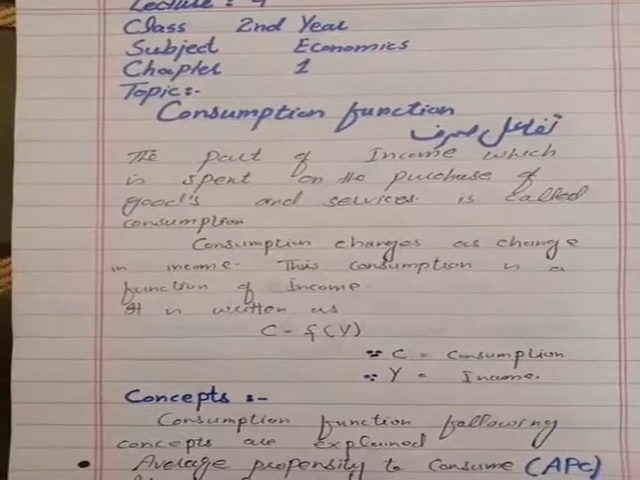 Lecture : 4
Class 2nd Year
Subject Economics
Chapter 1
Topic:-
Consumption function
تفاعل صرف
The part of Income which
is spent on the purchase of
good's and services. is called
consumption
Consumption changes as change
in income. This consumption is a
function of Income
It is written as
C - f(Y)
∵ C = Consumption
∵ Y = Income.
Concepts :-
Consumption function following
concepts are explained
• Average propensity to Consume (APC)